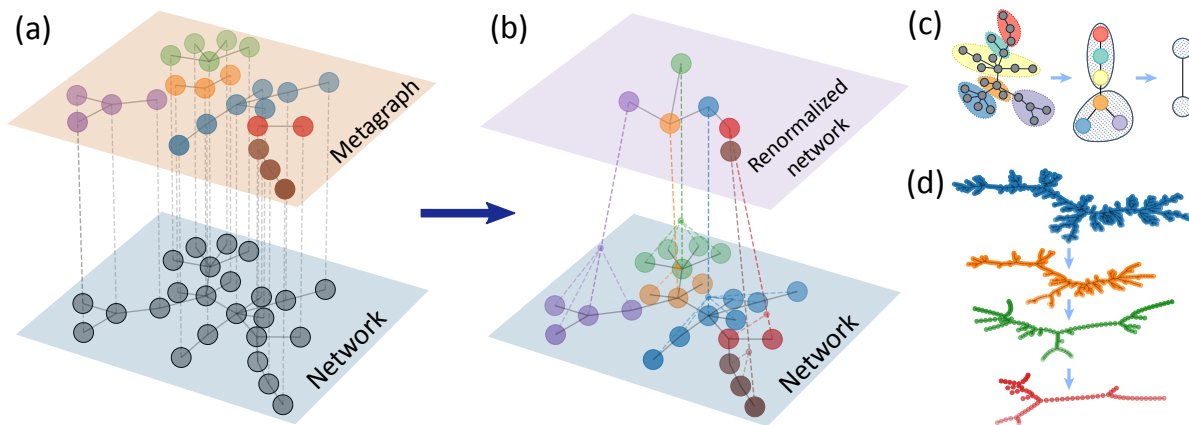 (a)
Metagraph
Network
(b)
Renormalized
network
Network
(c)
(d)